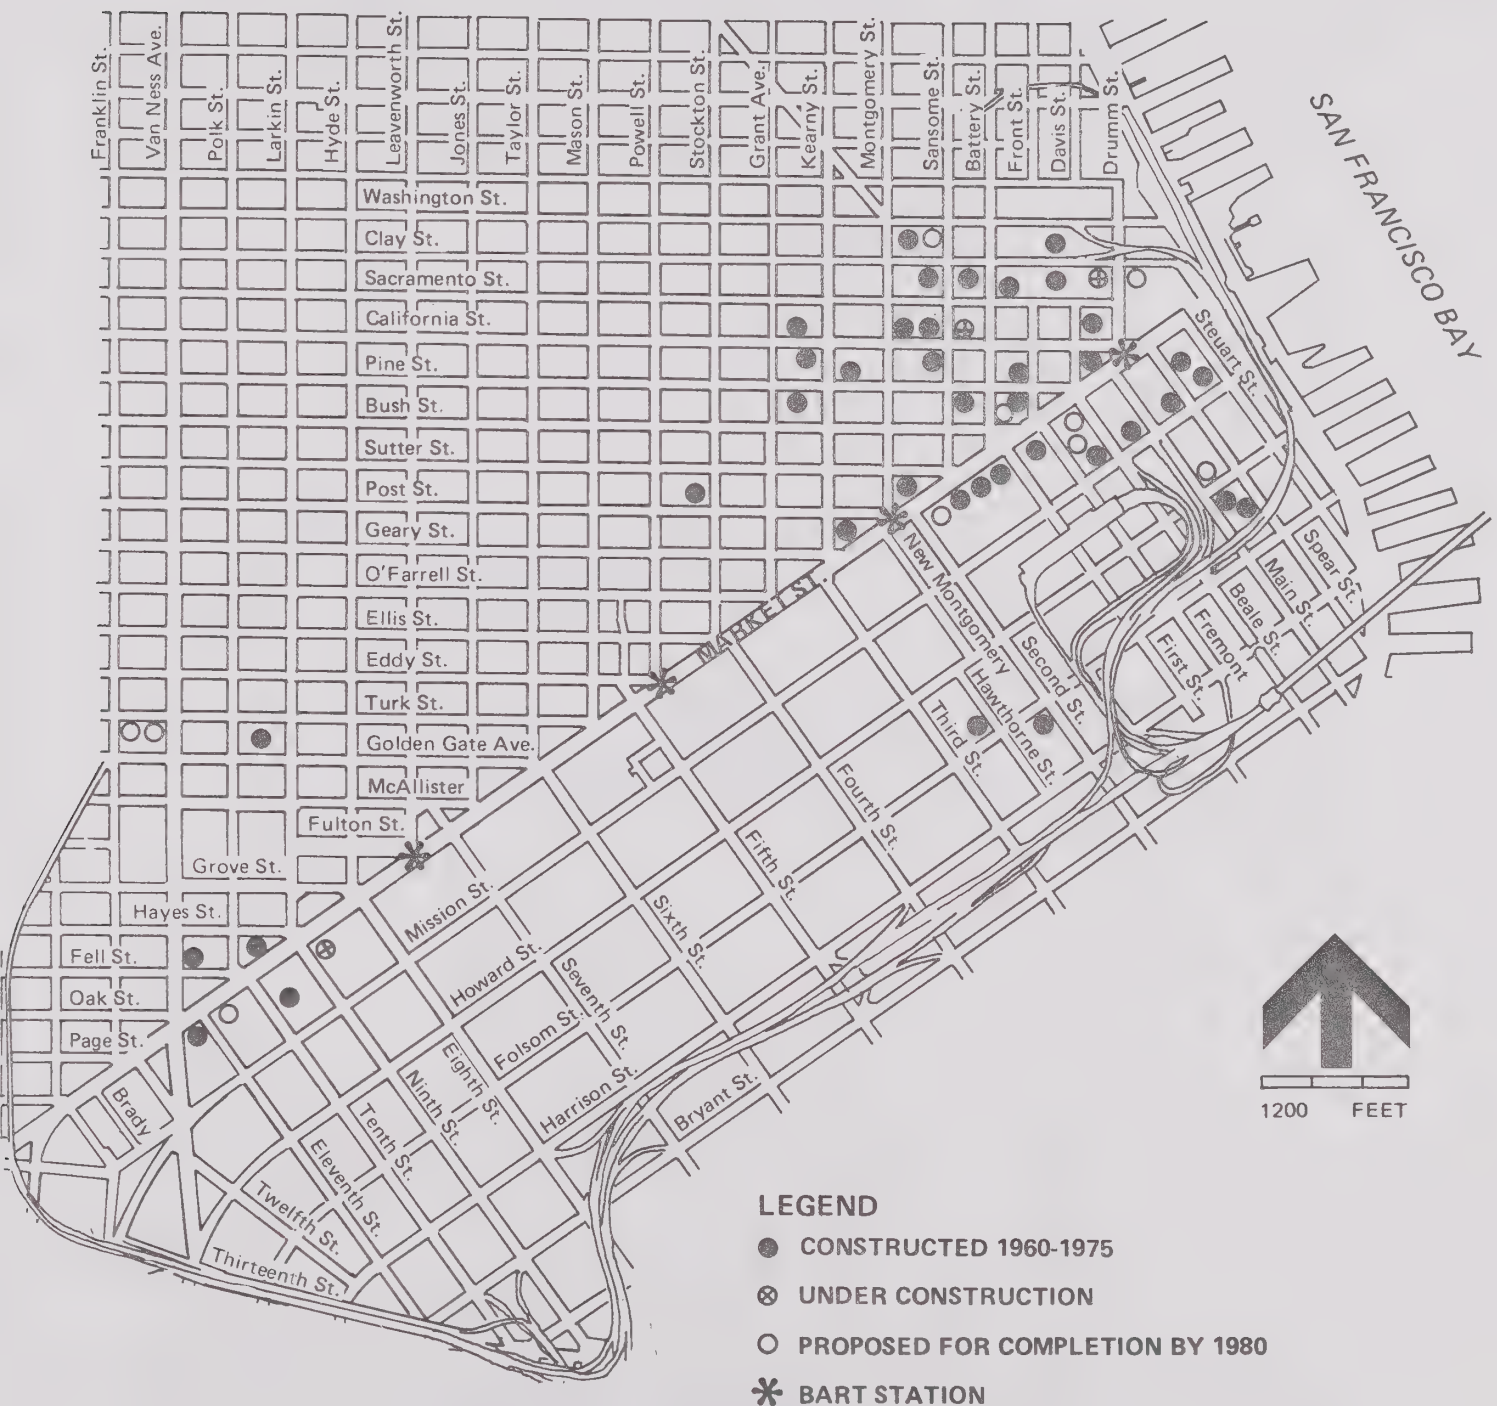 Franklin St.
Van Ness Ave.
Polk St.
Larkin St.
Hyde St.
Leavenworth St.
Jones St.
Taylor St.
Mason St.
Powell St.
Stockton St.
Grant Ave.
Kearny St.
Montgomery St.
Sansome St.
Battery St.
Front St.
Davis St.
Drumm St.
SAN FRANCISCO BAY
Washington St.
Clay St.
Sacramento St.
California St.
Pine St.
Bush St.
Sutter St.
Post St.
Geary St.
O'Farrell St.
Ellis St.
Eddy St.
Turk St.
Golden Gate Ave.
McAllister
Fulton St.
Grove St.
Hayes St.
Fell St.
Oak St.
Page St.
Steuart St.
MARKET ST.
New Montgomery
Second St.
Hawthorne St.
Third St.
Fourth St.
Fifth St.
Sixth St.
Seventh St.
Eighth St.
Ninth St.
Tenth St.
Eleventh St.
Twelfth St.
Thirteenth St.
Brady
Mission St.
Howard St.
Folsom St.
Harrison St.
Bryant St.
First St.
Fremont
Beale St.
Main St.
Spear St.
1200 FEET
LEGEND
CONSTRUCTED 1960-1975
UNDER CONSTRUCTION
PROPOSED FOR COMPLETION BY 1980
BART STATION